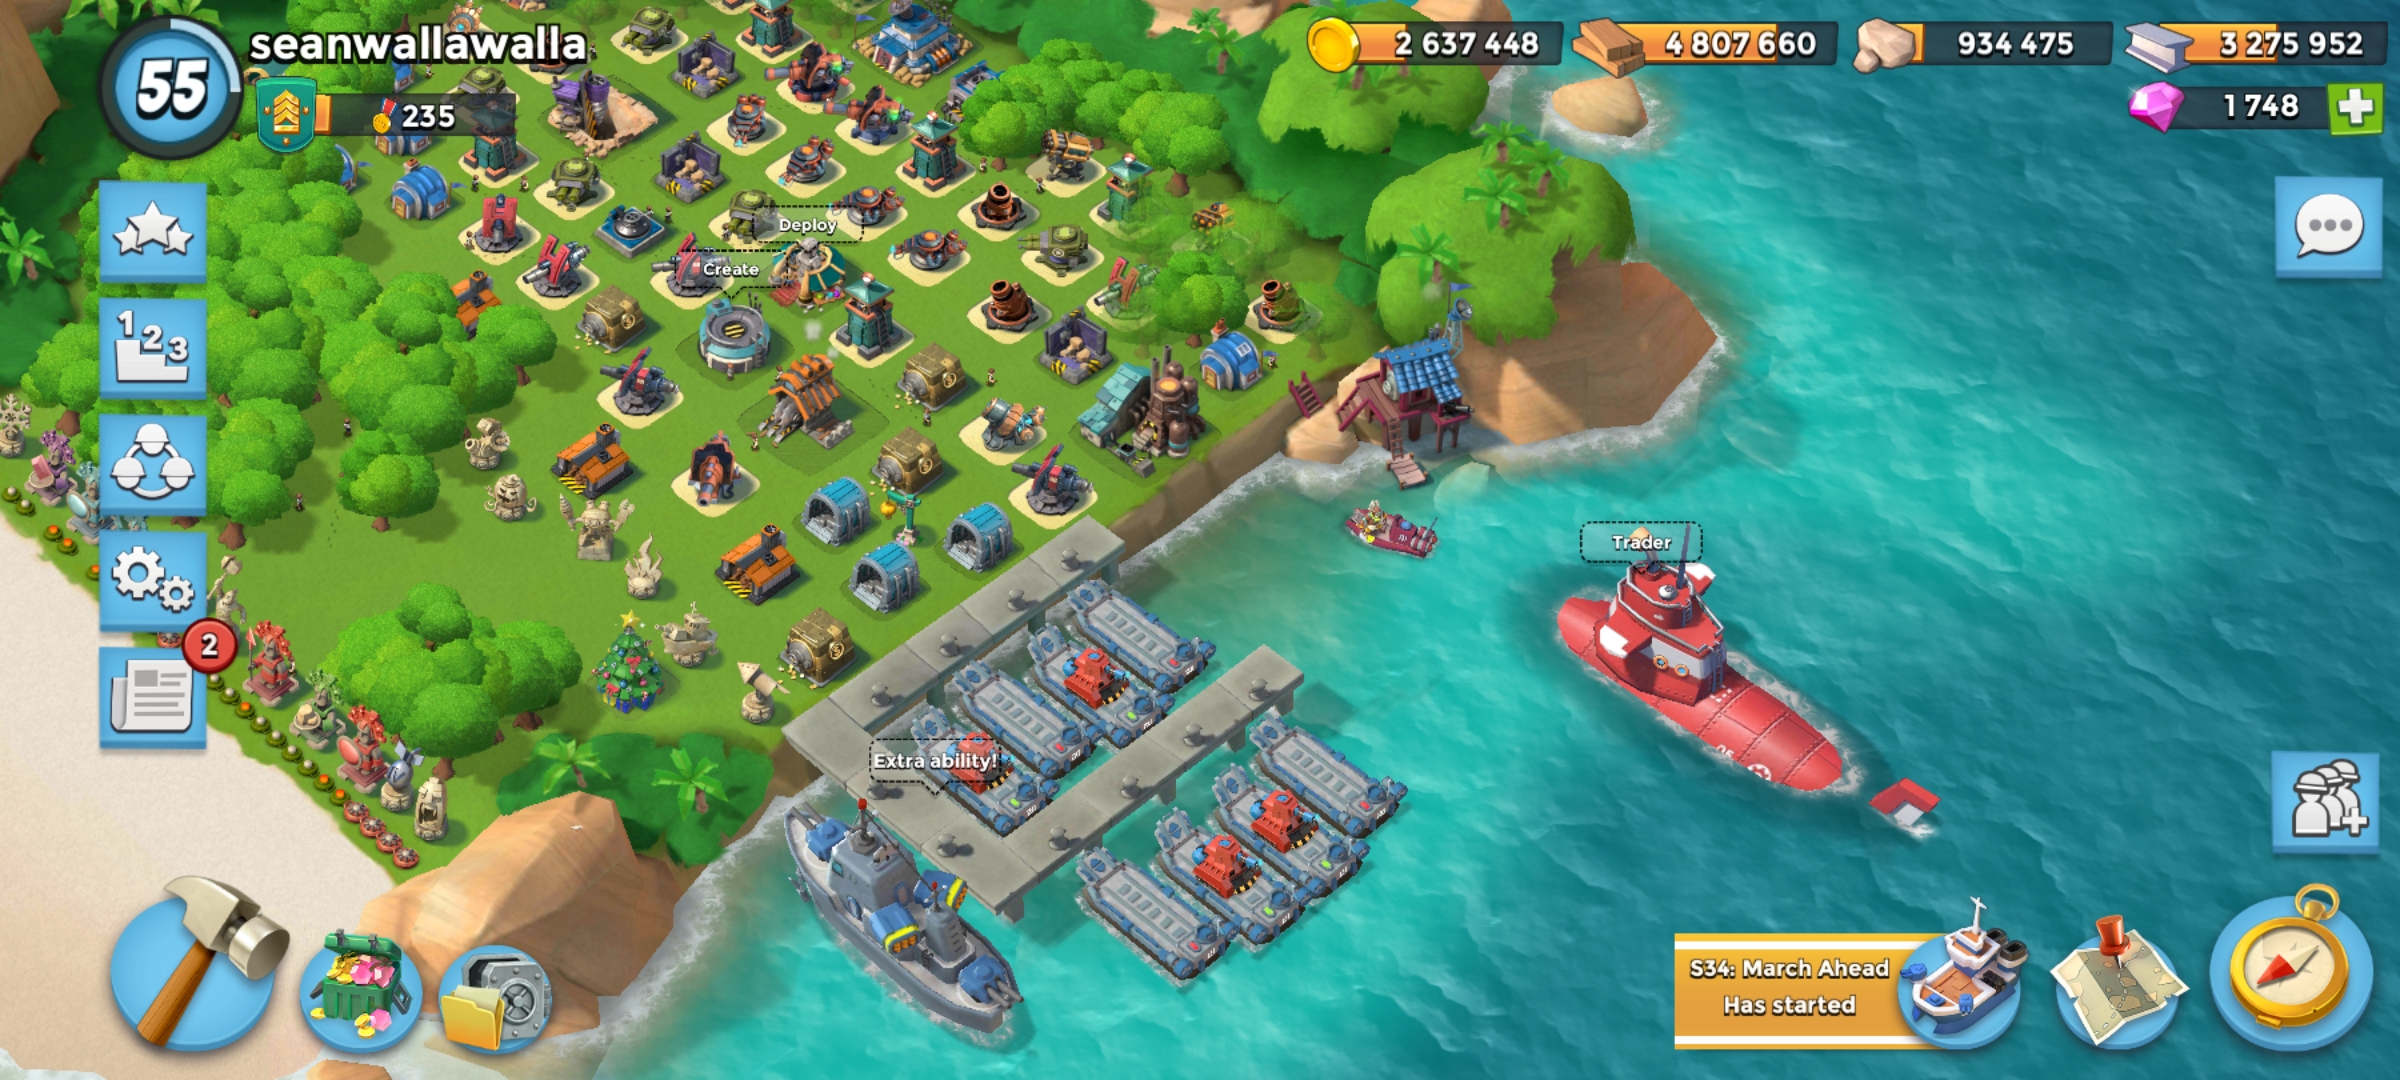 55
seanwallawalla
235
2 637 448
4 807 660
934 475
3 275 952
1 748
123
2
Deploy
Create
Trader
Extra ability!
S34: March Ahead
Has started